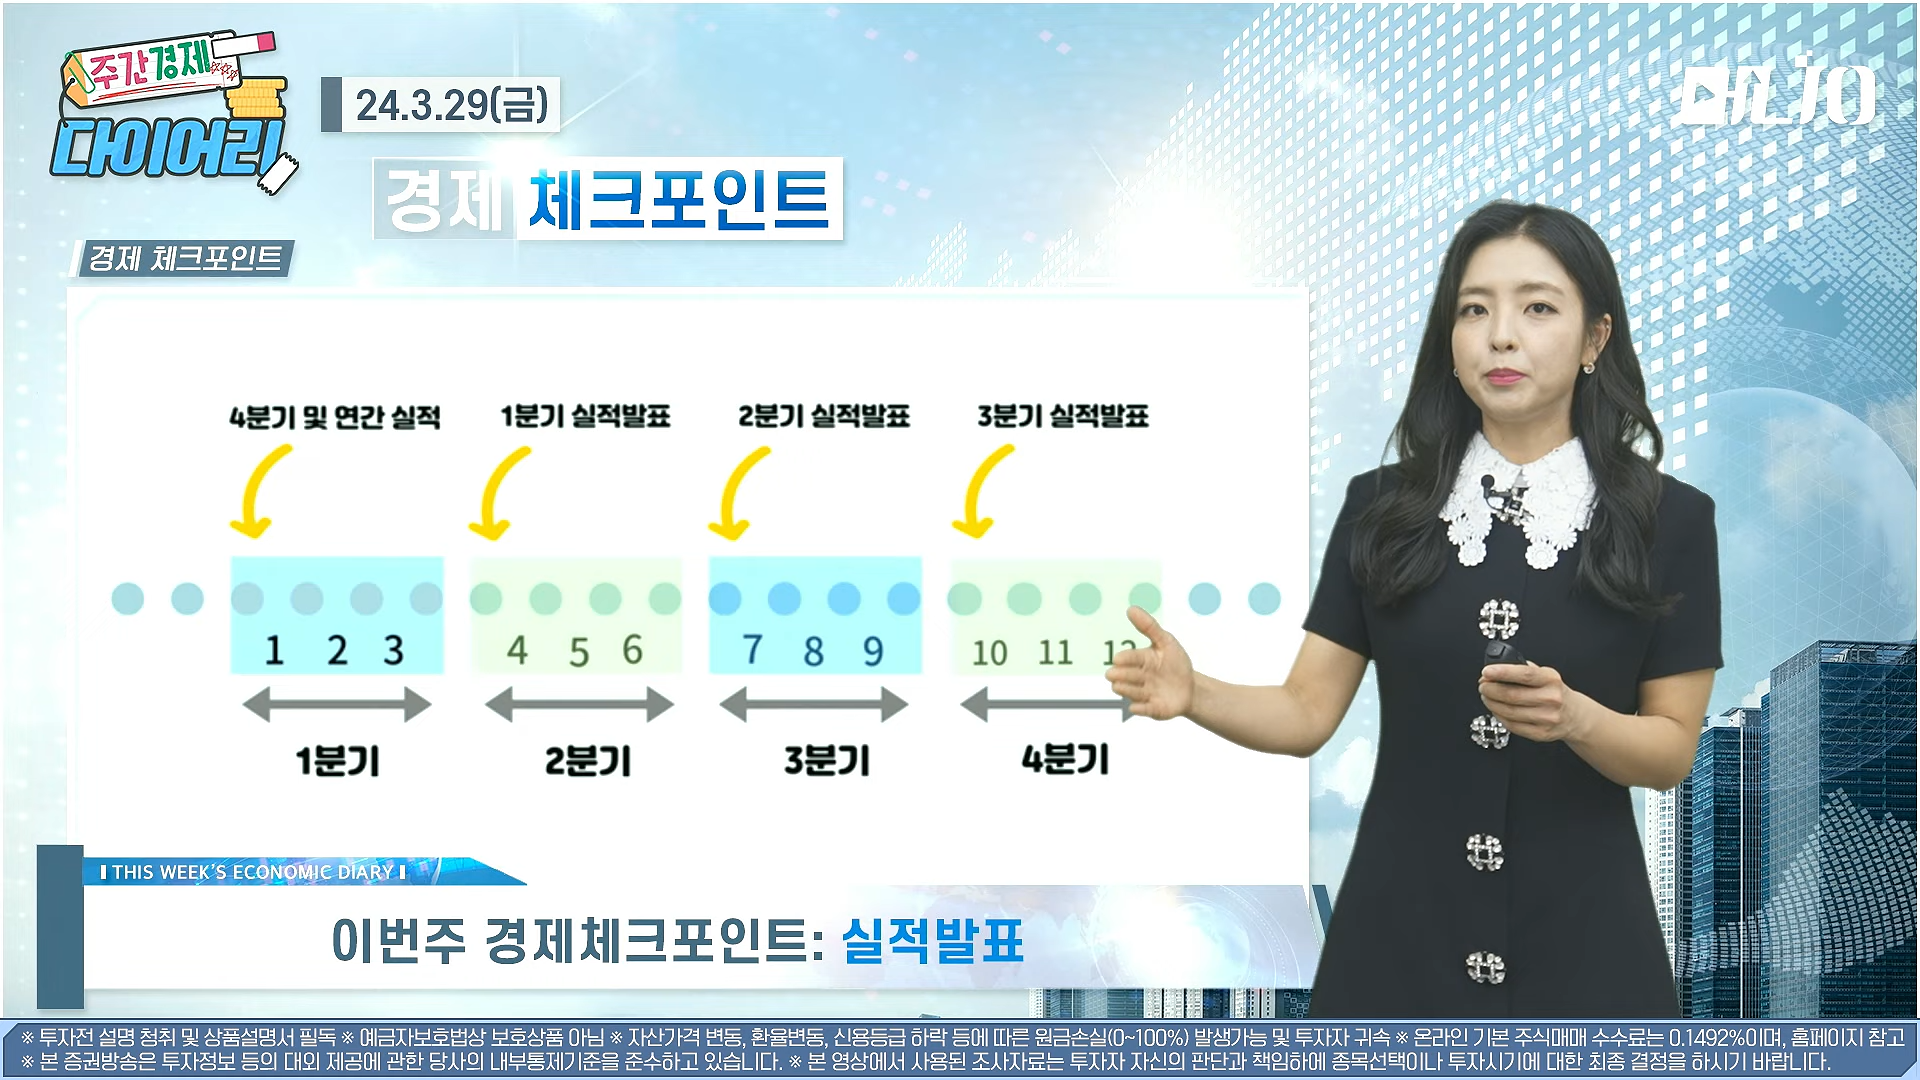 주간경제
다이어리
24.3.29(금)
경제 체크포인트
경제 체크포인트
4분기 및 연간 실적
1분기 실적발표
2분기 실적발표
3분기 실적발표
1 2 3 4 5 6 7 8 9 10 11 12
1분기 2분기 3분기 4분기
THIS WEEK'S ECONOMIC DIARY
이번주 경제체크포인트: 실적발표
※ 투자전 설명 청취 및 상품설명서 필독 ※ 예금자보호법상 보호상품 아님 ※ 자산가격 변동, 환율변동, 신용등급 하락 등에 따른 원금손실(0~100%) 발생가능 및 투자자 귀속 ※ 온라인 기본 주식매매 수수료는 0.1492%이며, 홈페이지 참고
※ 본 증권방송은 투자정보 등의 대외 제공에 관한 당사의 내부통제기준을 준수하고 있습니다. ※ 본 영상에서 사용된 조사자료는 투자자 자신의 판단과 책임하에 종목선택이나 투자시기에 대한 최종 결정을 하시기 바랍니다.